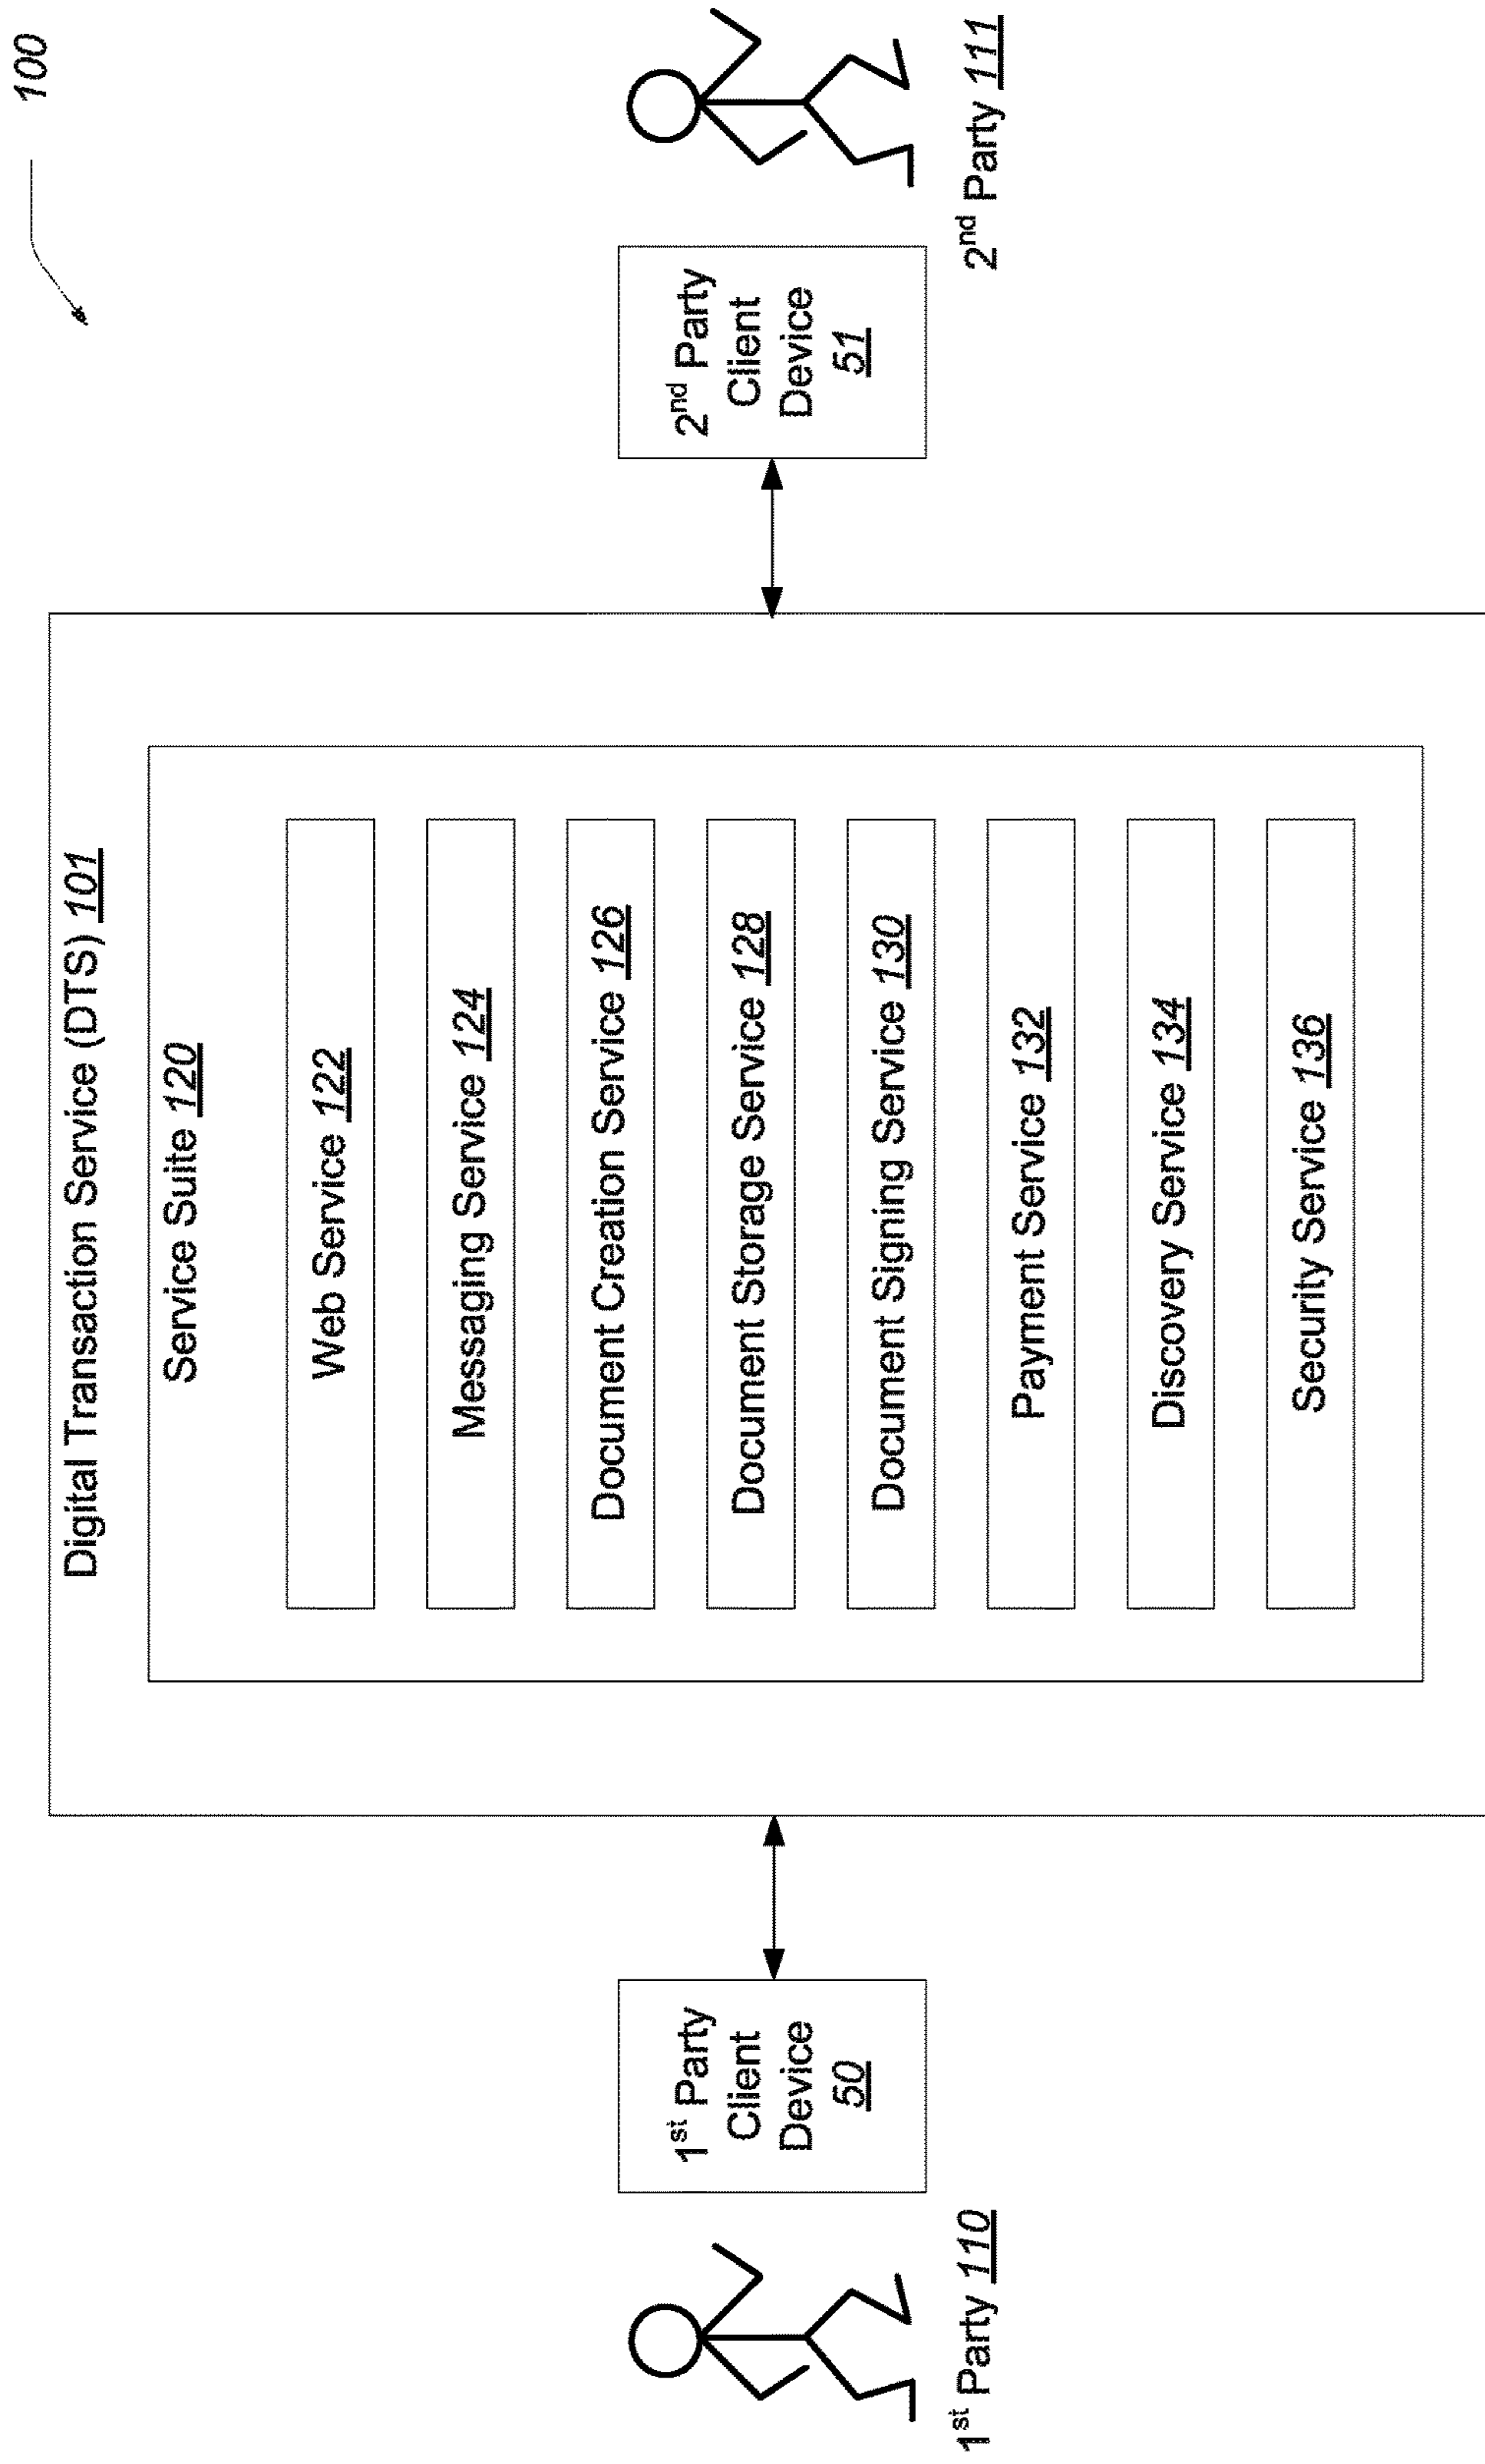 100
Digital Transaction Service (DTS) 101
Service Suite 120
Web Service 122
Messaging Service 124
Document Creation Service 126
Document Storage Service 128
Document Signing Service 130
Payment Service 132
Discovery Service 134
Security Service 136
1st Party
Client
Device
50
1st Party 110
2nd Party
Client
Device
51
2nd Party 111